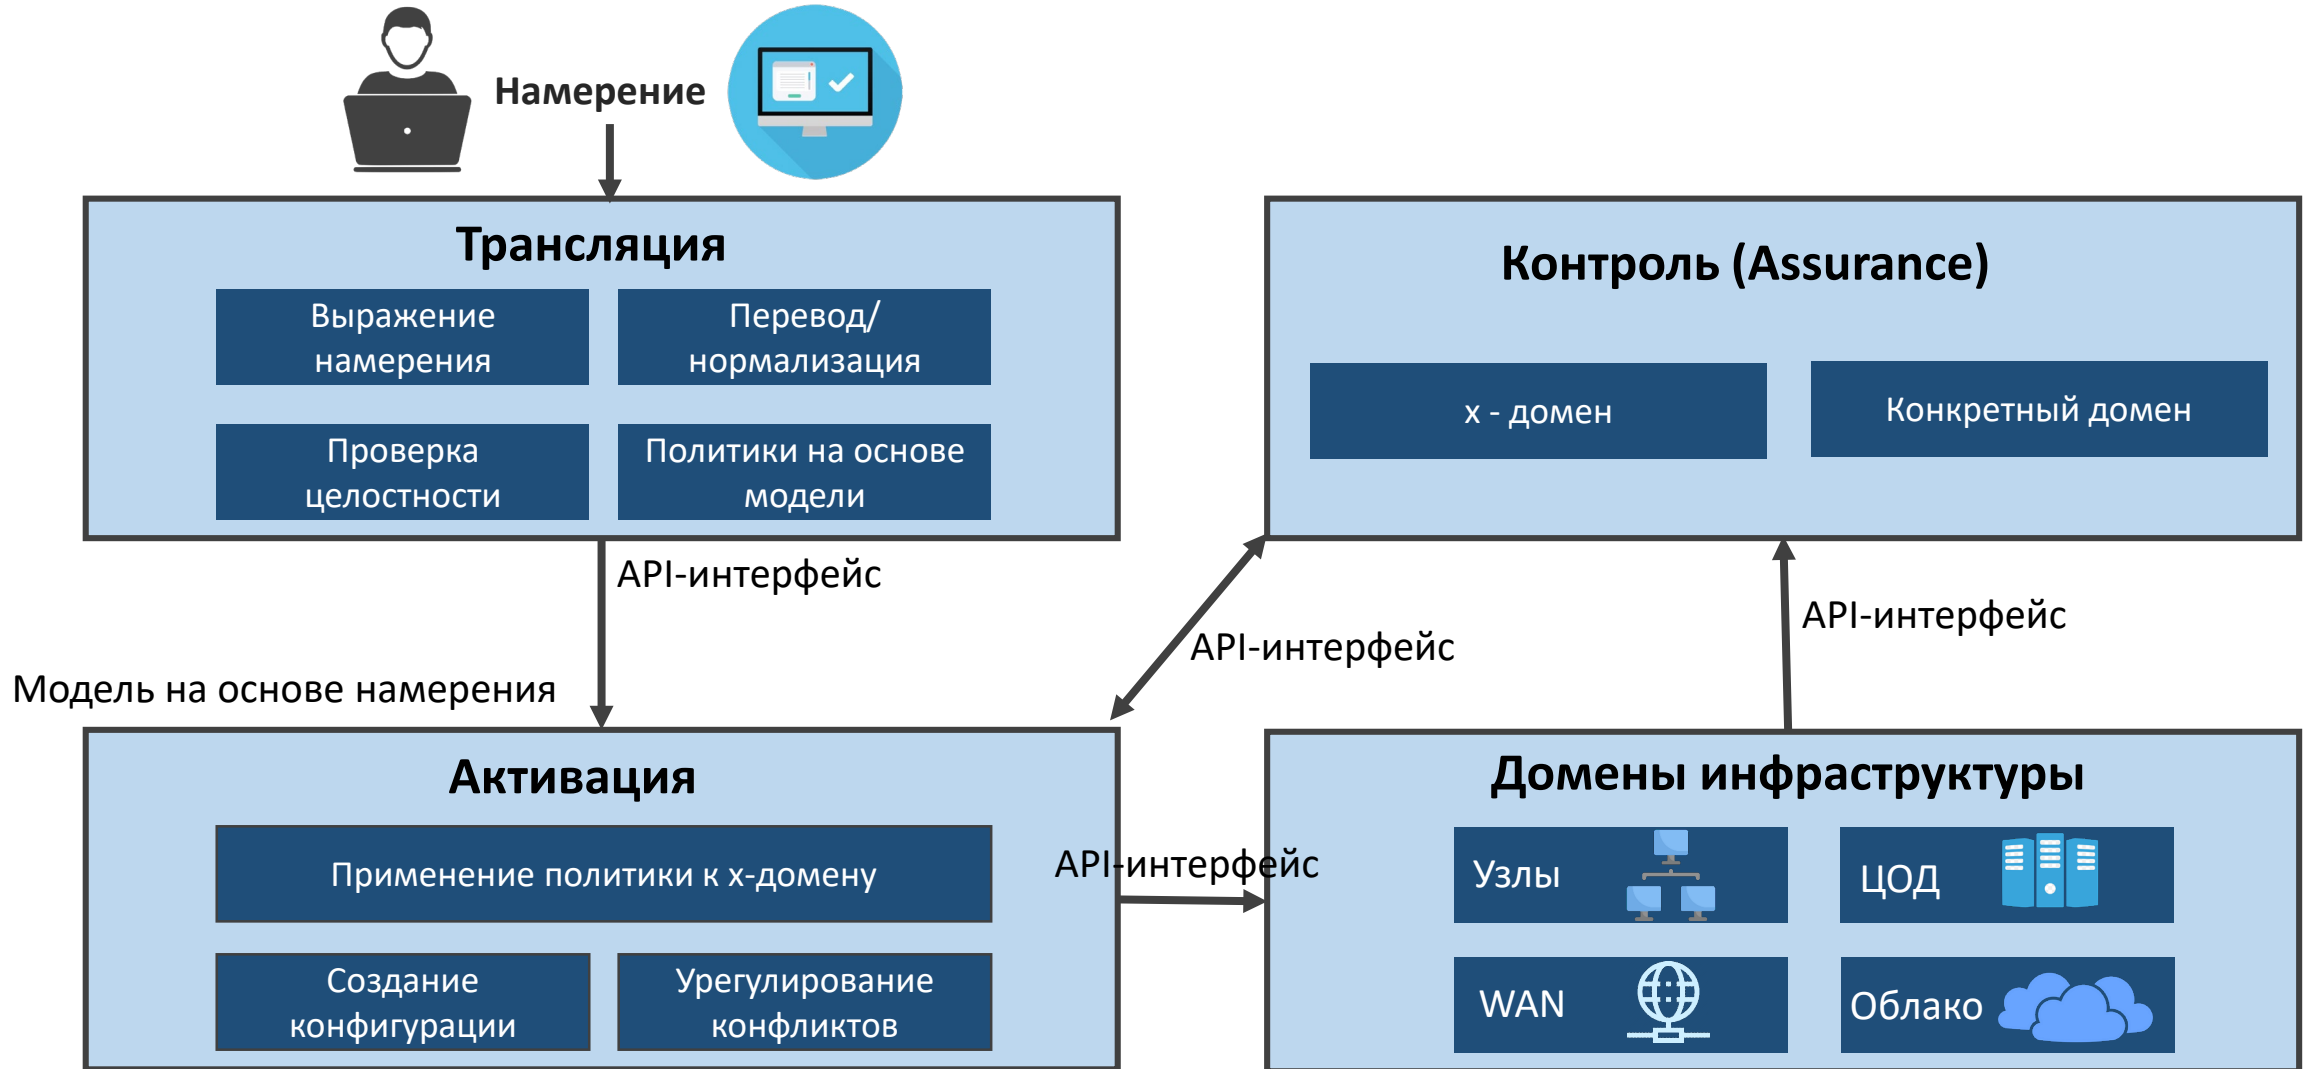 Намерение
Трансляция
Выражение
намерения
Перевод/
нормализация
Проверка
целостности
Политики на основе
модели
Контроль (Assurance)
x - домен
Конкретный домен
API-интерфейс
API-интерфейс
API-интерфейс
Модель на основе намерения
Активация
Применение политики к x-домену
Создание
конфигурации
Урегулирование
конфликтов
API-интерфейс
Домены инфраструктуры
Узлы
ЦОД
WAN
Облако